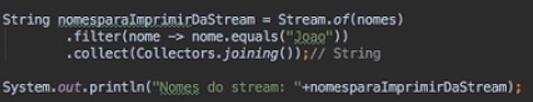 String nomesparaImprimirDaStream = Stream.of(nomes)
.filter(nome -> nome.equals("Joao"))
.collect(Collectors.joining());// String
System.out.println("Nomes do stream: "+nomesparaImprimirDaStream);